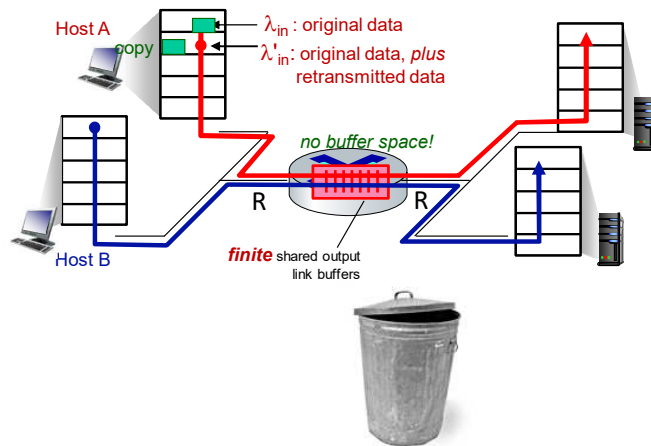 Host A
λin : original data
copy
λ'in: original data, plus
retransmitted data
no buffer space!
R
R
finite shared output
link buffers
Host B